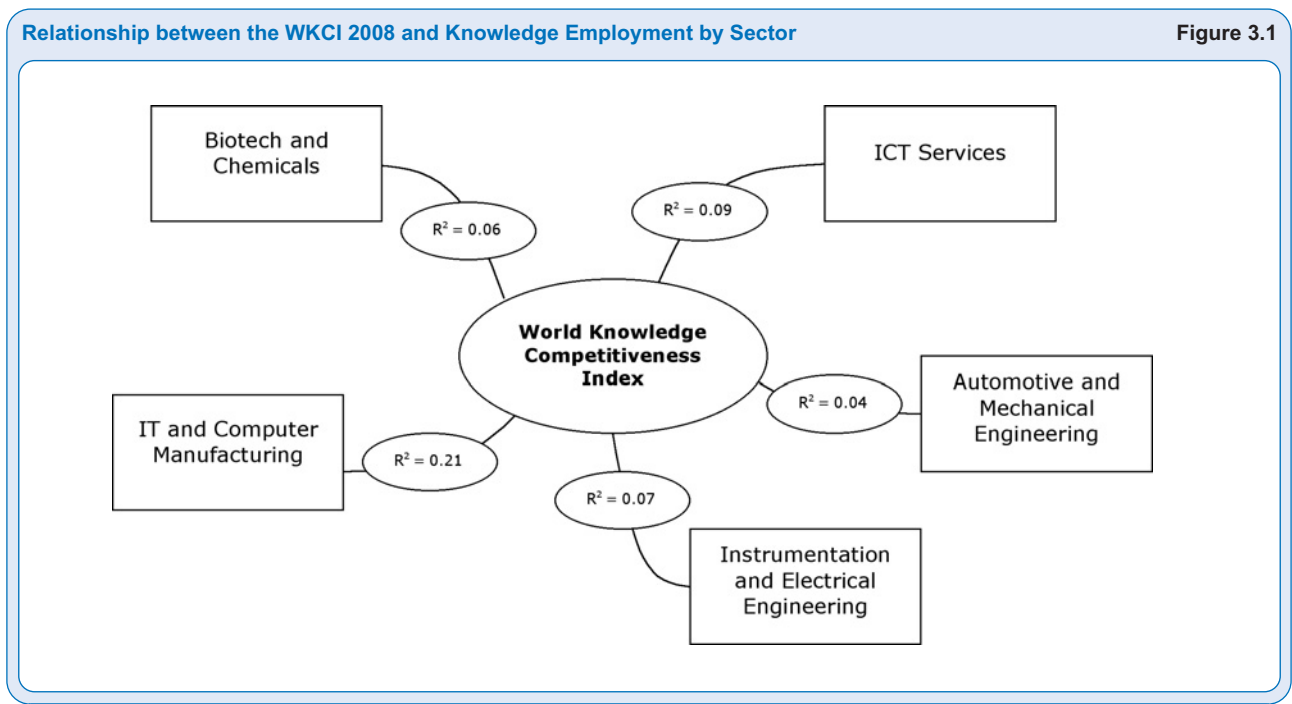 Relationship between the WKCI 2008 and Knowledge Employment by Sector
Figure 3.1
Biotech and
Chemicals
ICT Services
R² = 0.06
R² = 0.09
World Knowledge
Competitiveness
Index
Automotive and
Mechanical
Engineering
R² = 0.04
IT and Computer
Manufacturing
R² = 0.21
R² = 0.07
Instrumentation
and Electrical
Engineering